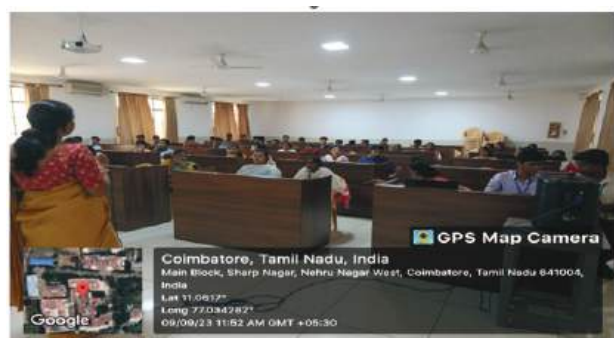 GPS Map Camera
Coimbatore, Tamil Nadu, India
Main Block, Sharp Nagar, Nehru Nagar West, Coimbatore, Tamil Nadu 641004,
India
Lat 11.0517°
Long 77.034282°
09/09/23 11:52 AM GMT +05:30
Google